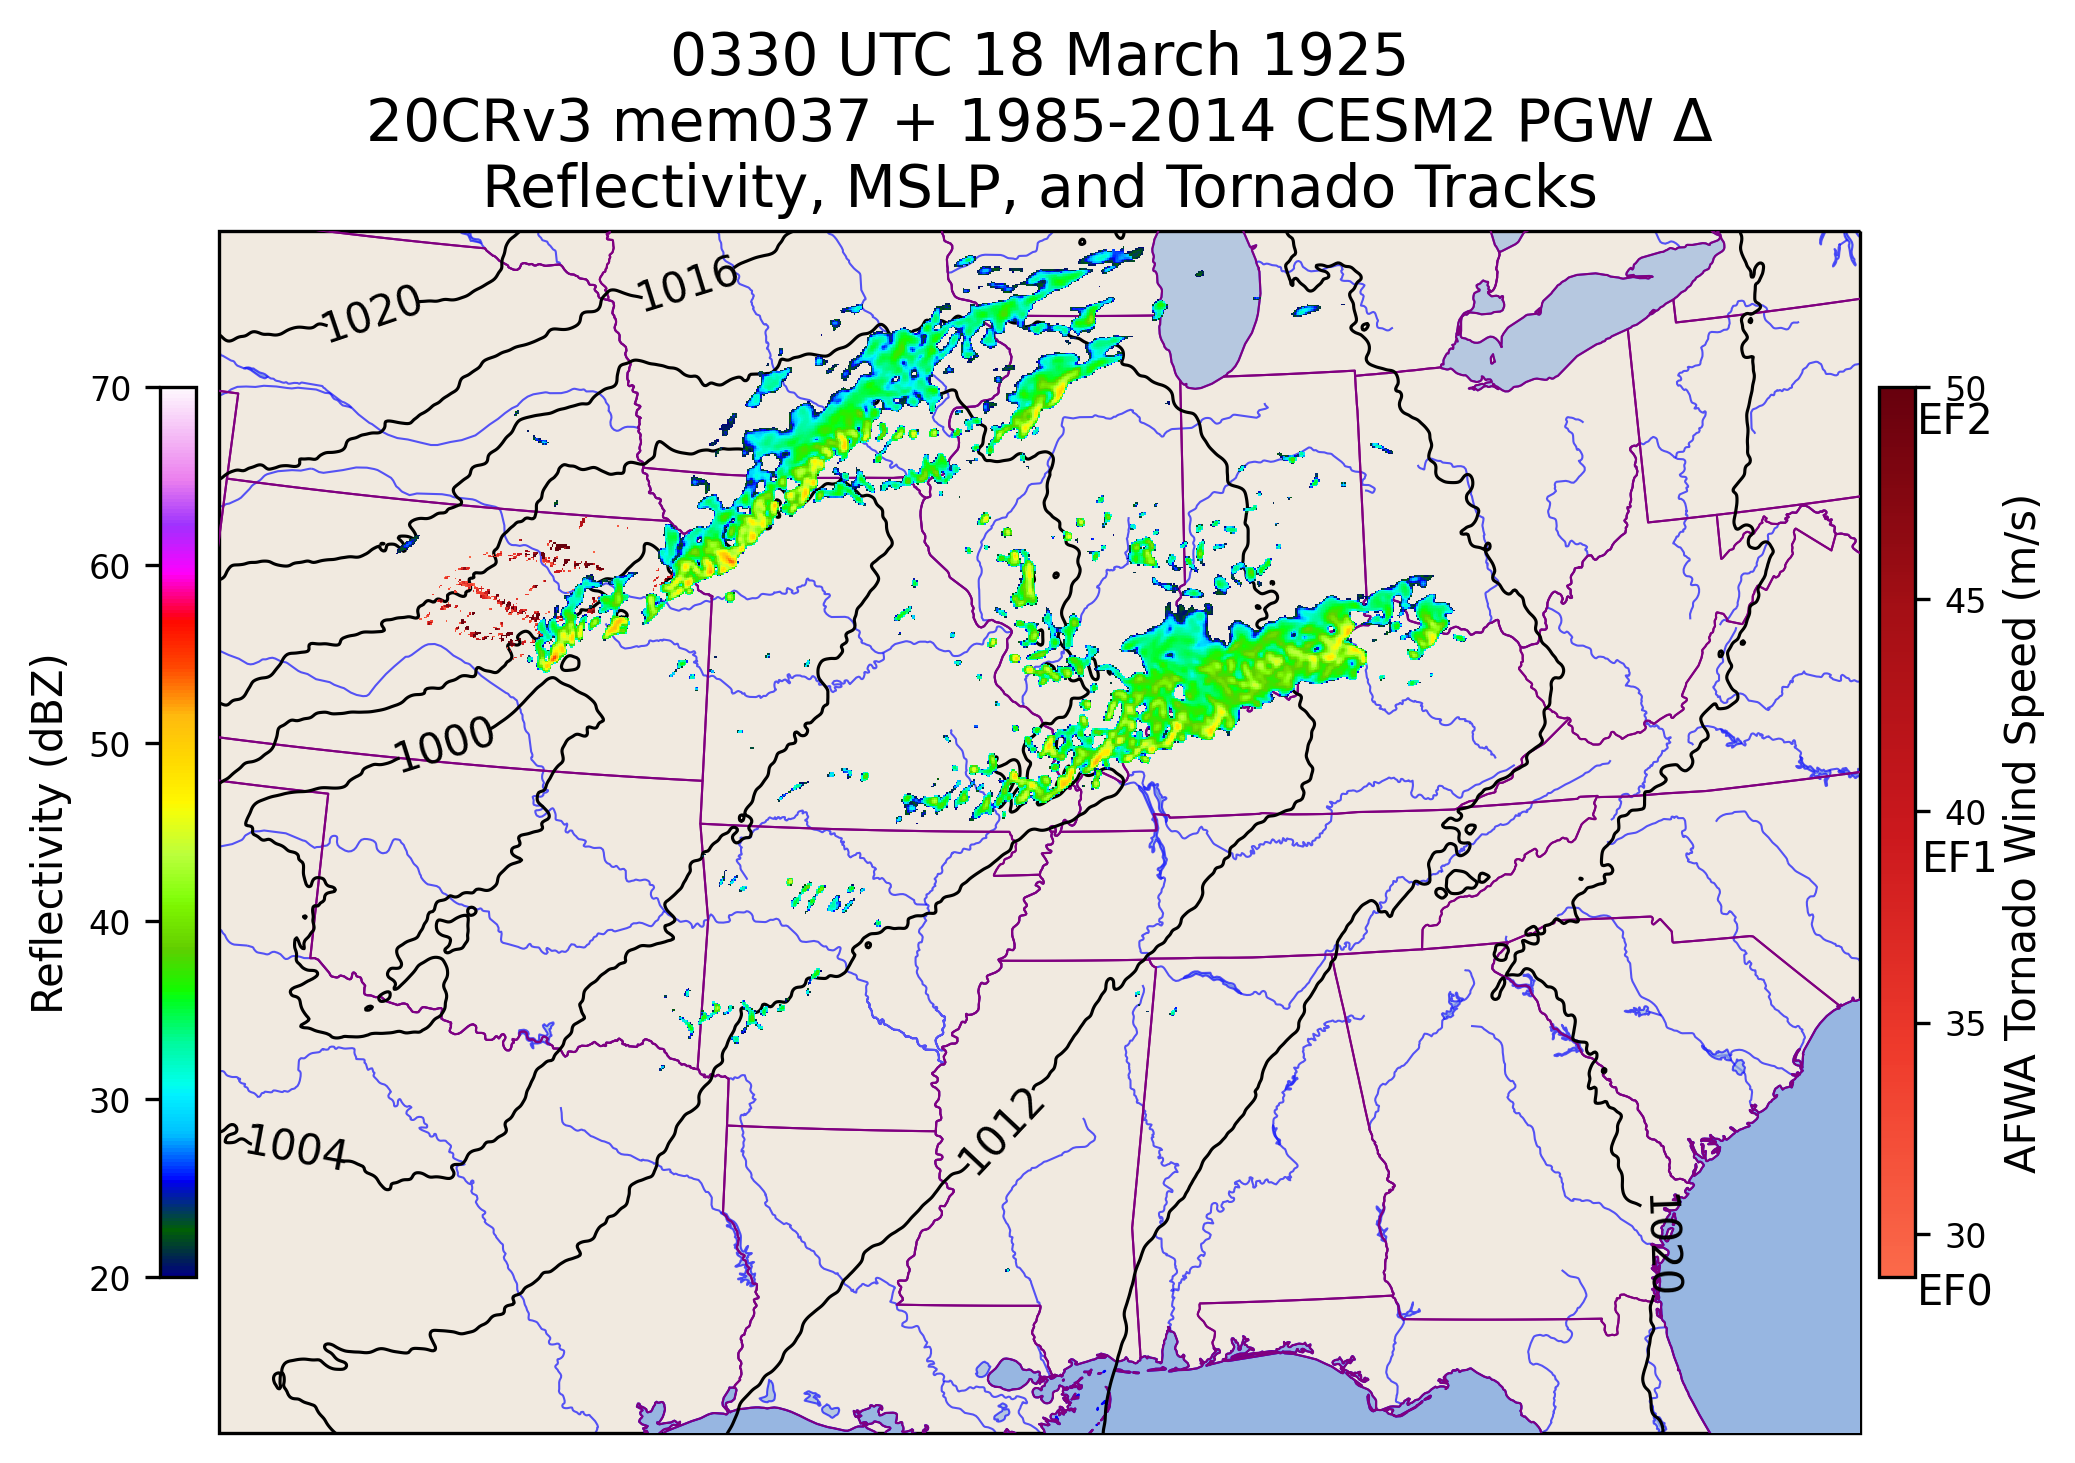 0330 UTC 18 March 1925
20CRv3 mem037 + 1985-2014 CESM2 PGW Δ
Reflectivity, MSLP, and Tornado Tracks
Reflectivity (dBZ)
70
60
50
40
30
20
1020
1016
1000
1004
1012
1020
50
EF2
45
40
EF1
35
30
EF0
AFWA Tornado Wind Speed (m/s)